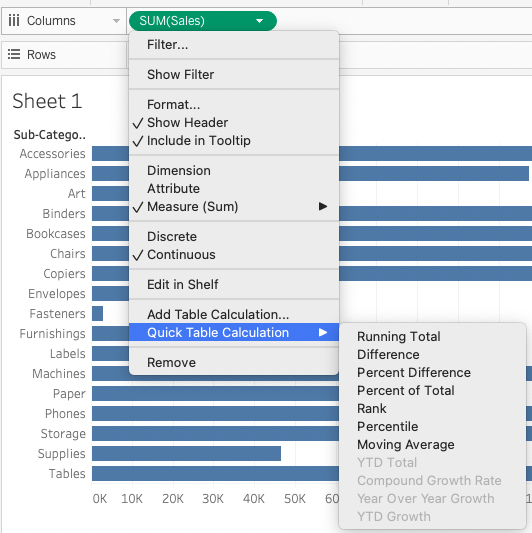 Columns
SUM(Sales)
Rows
Filter...
Show Filter
Format...
Show Header
Include in Tooltip
Dimension
Attribute
Measure (Sum)
Discrete
Continuous
Edit in Shelf
Add Table Calculation...
Quick Table Calculation
Remove
Running Total
Difference
Percent Difference
Percent of Total
Rank
Percentile
Moving Average
YTD Total
Compound Growth Rate
Year Over Year Growth
YTD Growth
Sheet 1
Sub-Catego..
Accessories
Appliances
Art
Binders
Bookcases
Chairs
Copiers
Envelopes
Fasteners
Furnishings
Labels
Machines
Paper
Phones
Storage
Supplies
Tables
0K 10K 20K 30K 40K 50K